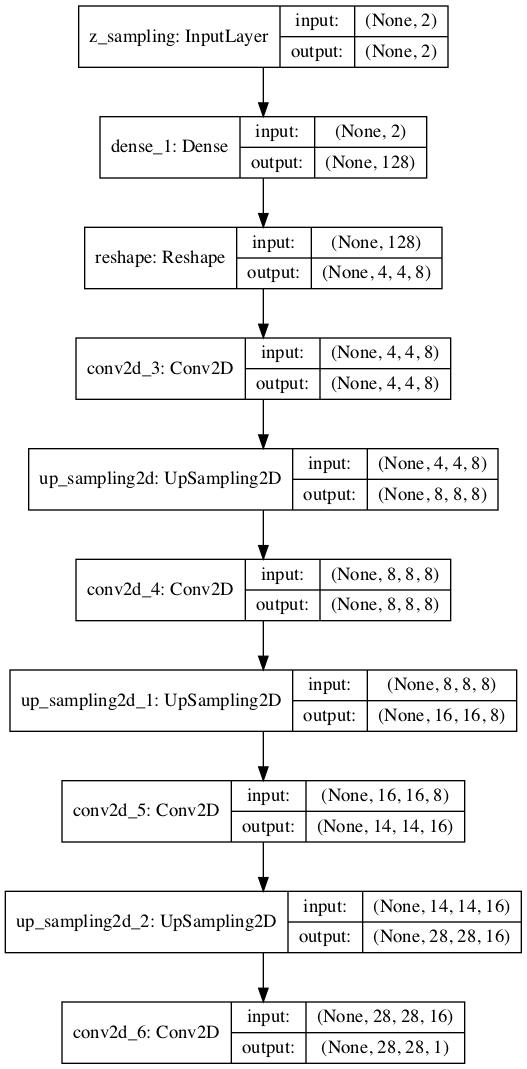 z_sampling: InputLayer
input: (None, 2)
output: (None, 2)
dense_1: Dense
input: (None, 2)
output: (None, 128)
reshape: Reshape
input: (None, 128)
output: (None, 4, 4, 8)
conv2d_3: Conv2D
input: (None, 4, 4, 8)
output: (None, 4, 4, 8)
up_sampling2d: UpSampling2D
input: (None, 4, 4, 8)
output: (None, 8, 8, 8)
conv2d_4: Conv2D
input: (None, 8, 8, 8)
output: (None, 8, 8, 8)
up_sampling2d_1: UpSampling2D
input: (None, 8, 8, 8)
output: (None, 16, 16, 8)
conv2d_5: Conv2D
input: (None, 16, 16, 8)
output: (None, 14, 14, 16)
up_sampling2d_2: UpSampling2D
input: (None, 14, 14, 16)
output: (None, 28, 28, 16)
conv2d_6: Conv2D
input: (None, 28, 28, 16)
output: (None, 28, 28, 1)